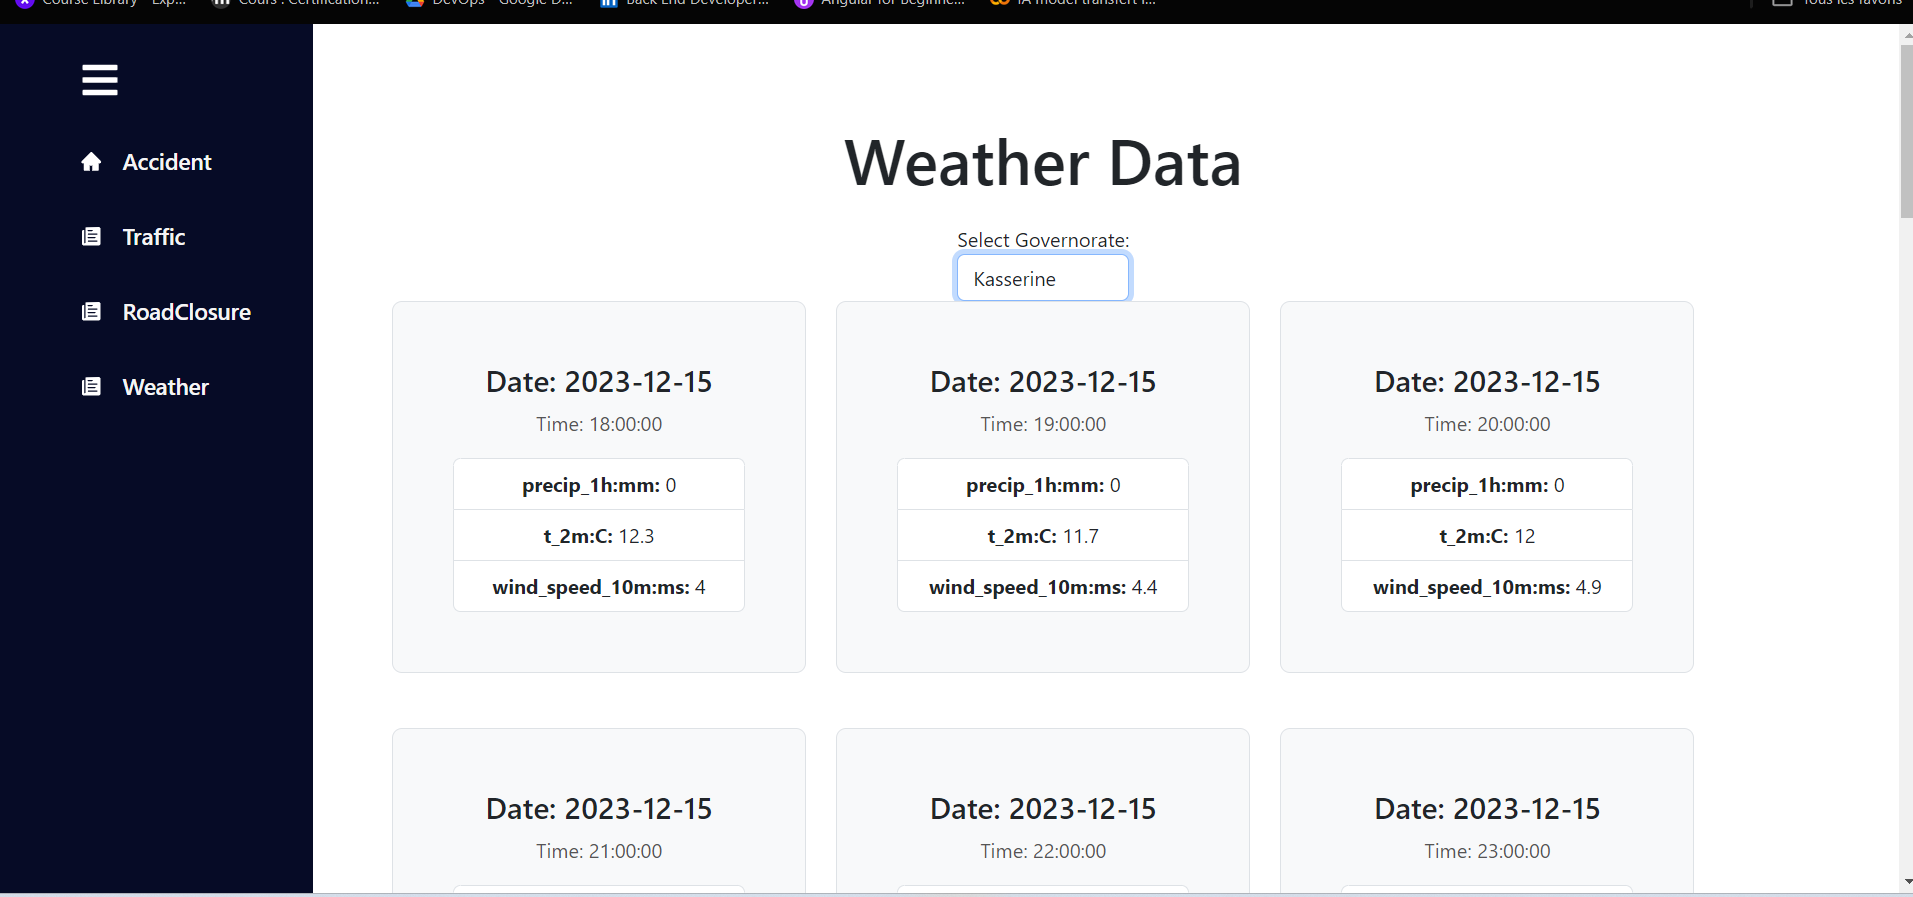 Course Library - Exp...
Cours : Certification...
DevOps - Google D...
Back End Developer...
Angular for Beginne...
IA model transfert l...
Tous les favoris
Accident
Traffic
RoadClosure
Weather
Weather Data
Select Governorate:
Kasserine
Date: 2023-12-15
Time: 18:00:00
precip_1h:mm: 0
t_2m:C: 12.3
wind_speed_10m:ms: 4
Date: 2023-12-15
Time: 19:00:00
precip_1h:mm: 0
t_2m:C: 11.7
wind_speed_10m:ms: 4.4
Date: 2023-12-15
Time: 20:00:00
precip_1h:mm: 0
t_2m:C: 12
wind_speed_10m:ms: 4.9
Date: 2023-12-15
Time: 21:00:00
Date: 2023-12-15
Time: 22:00:00
Date: 2023-12-15
Time: 23:00:00